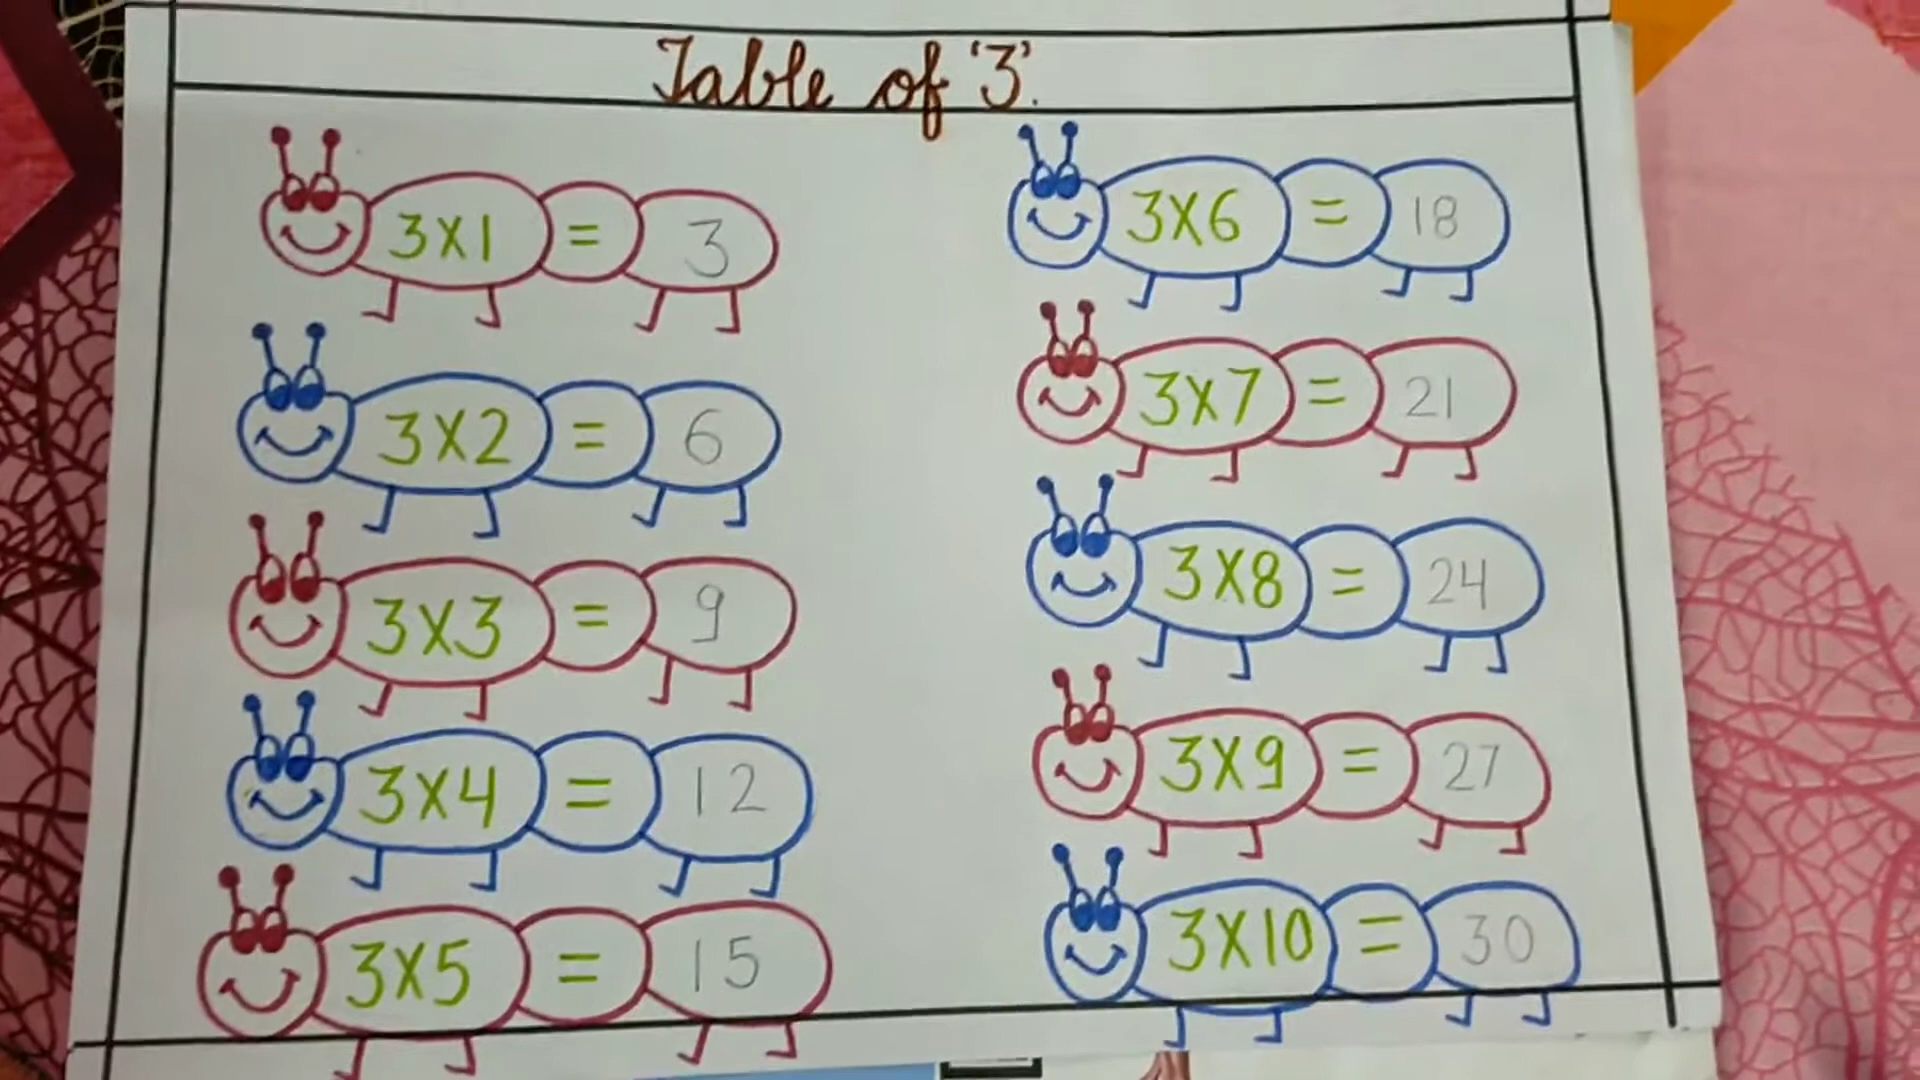 Table of '3'.
3X1 = 3
3X2 = 6
3X3 = 9
3X4 = 12
3X5 = 15
3X6 = 18
3X7 = 21
3X8 = 24
3X9 = 27
3X10 = 30